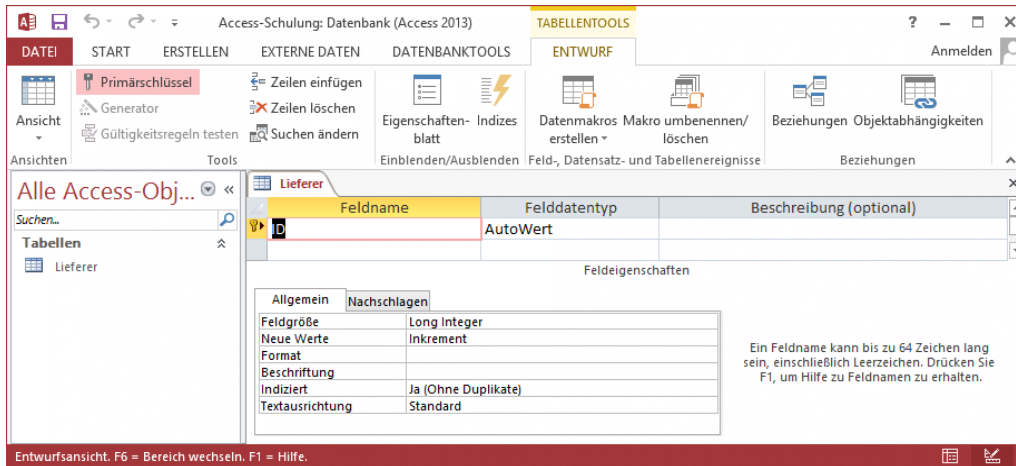 Access-Schulung: Datenbank (Access 2013) TABELLENTOOLS ?
DATEI START ERSTELLEN EXTERNE DATEN DATENBANKTOOLS ENTWURF Anmelden
Ansicht
Primärschlüssel
Generator
Gültigkeitsregeln testen
Zeilen einfügen
Zeilen löschen
Suchen ändern
Eigenschaften-
blatt
Indizes
Datenmakros
erstellen
Makro umbenennen/
löschen
Beziehungen
Objektabhängigkeiten
Ansichten Tools Einblenden/Ausblenden Feld-, Datensatz- und Tabellenereignisse Beziehungen
Alle Access-Obj... «
Suchen...
Tabellen
Lieferer
Lieferer
Feldname Felddatentyp Beschreibung (optional)
ID AutoWert
Feldeigenschaften
Allgemein Nachschlagen
Feldgröße Long Integer
Neue Werte Inkrement
Format
Beschriftung
Indiziert Ja (Ohne Duplikate)
Textausrichtung Standard
Ein Feldname kann bis zu 64 Zeichen lang
sein, einschließlich Leerzeichen. Drücken Sie
F1, um Hilfe zu Feldnamen zu erhalten.
Entwurfsansicht. F6 = Bereich wechseln. F1 = Hilfe.